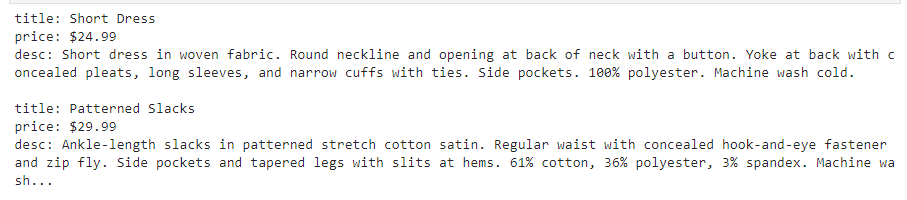 title: Short Dress
price: $24.99
desc: Short dress in woven fabric. Round neckline and opening at back of neck with a button. Yoke at back with c
oncealed pleats, long sleeves, and narrow cuffs with ties. Side pockets. 100% polyester. Machine wash cold.
title: Patterned Slacks
price: $29.99
desc: Ankle-length slacks in patterned stretch cotton satin. Regular waist with concealed hook-and-eye fastener
and zip fly. Side pockets and tapered legs with slits at hems. 61% cotton, 36% polyester, 3% spandex. Machine wa
sh...